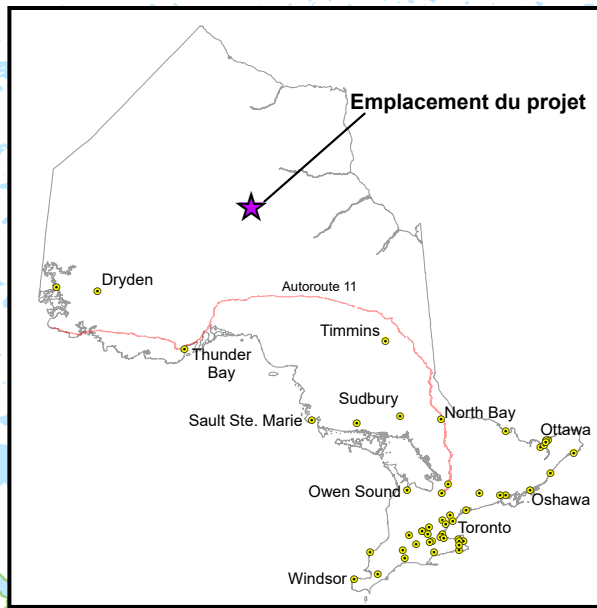 Emplacement du projet
Dryden
Autoroute 11
Timmins
Thunder
Bay
Sudbury
Sault Ste. Marie
North Bay
Ottawa
Owen Sound
Oshawa
Toronto
Windsor